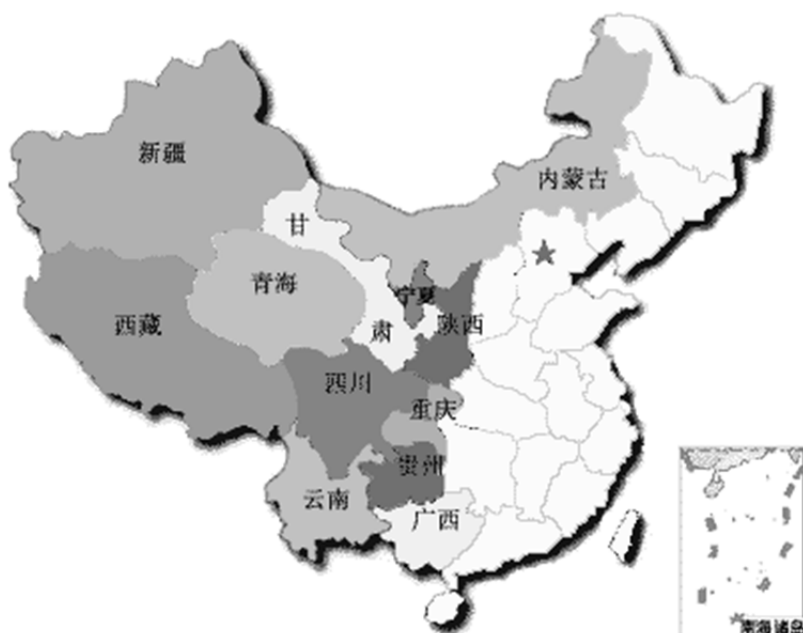 新疆
内蒙古
甘
青海
宁夏
西藏
肃
陕西
四川
重庆
贵州
云南
广西
南海诸岛